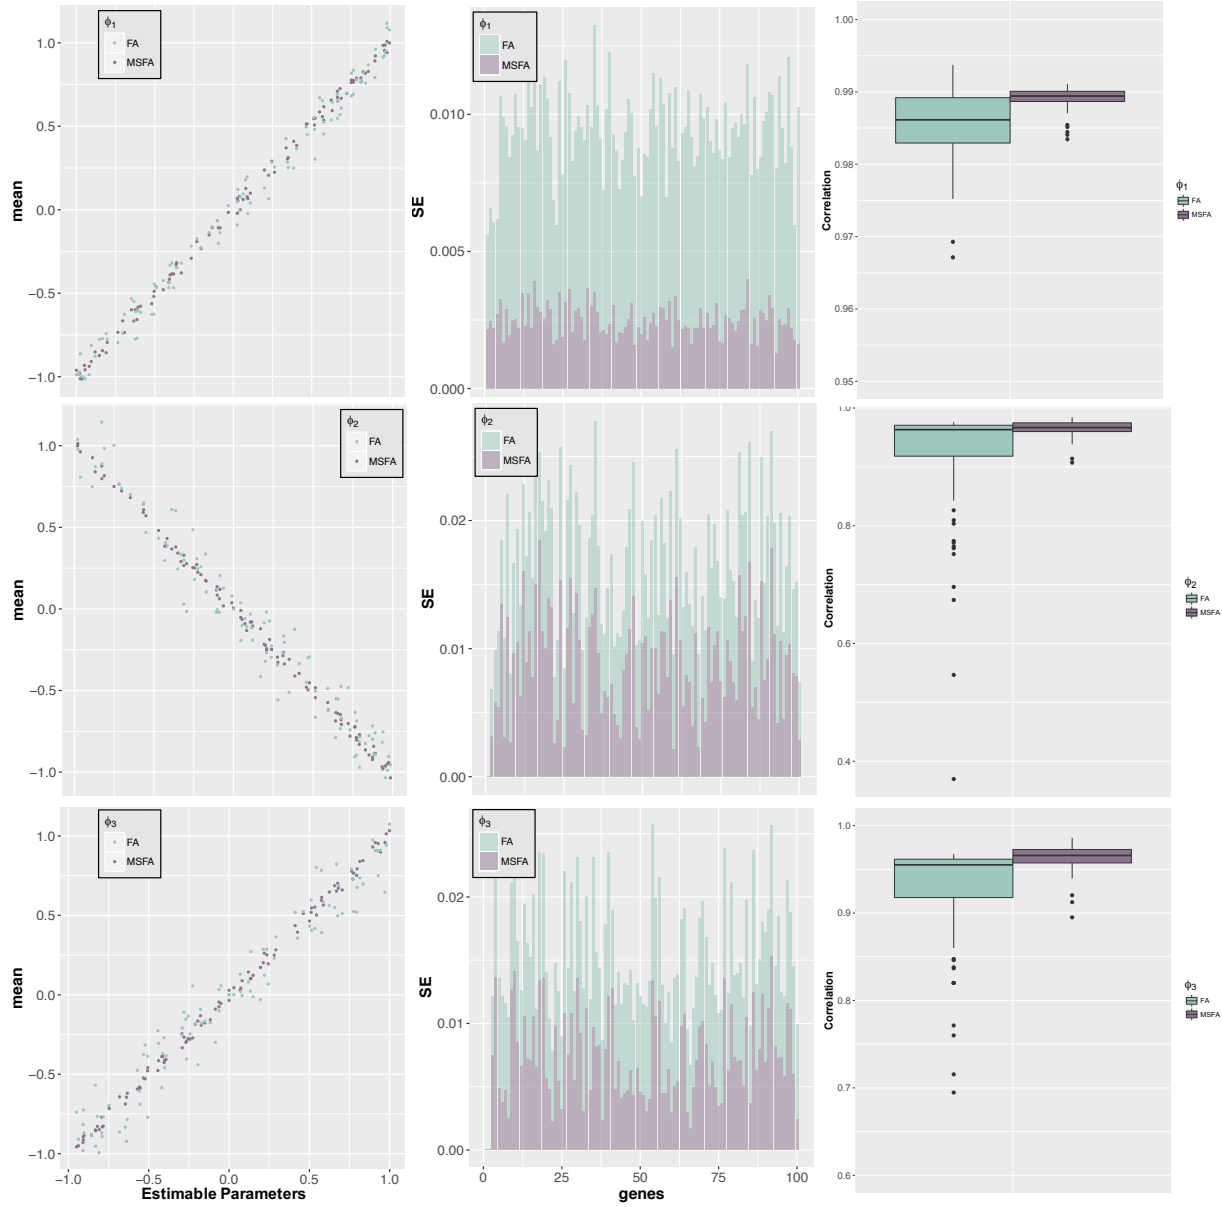 ϕ1
FA
MSFA
1.0
0.5
0.0
−0.5
−1.0
mean
ϕ1
FA
MSFA
0.010
0.005
0.000
SE
1.00
0.99
0.98
0.97
0.96
0.95
Correlation
ϕ1
FA
MSFA
ϕ2
FA
MSFA
1.0
0.5
0.0
−0.5
−1.0
mean
ϕ2
FA
MSFA
0.02
0.01
0.00
SE
1.0
0.8
0.6
0.4
Correlation
ϕ2
FA
MSFA
ϕ3
FA
MSFA
1.0
0.5
0.0
−0.5
−1.0
mean
−1.0 −0.5 0.0 0.5 1.0
Estimable Parameters
ϕ3
FA
MSFA
0.02
0.01
0.00
SE
0 25 50 75 100
genes
1.0
0.9
0.8
0.7
0.6
Correlation
ϕ3
FA
MSFA